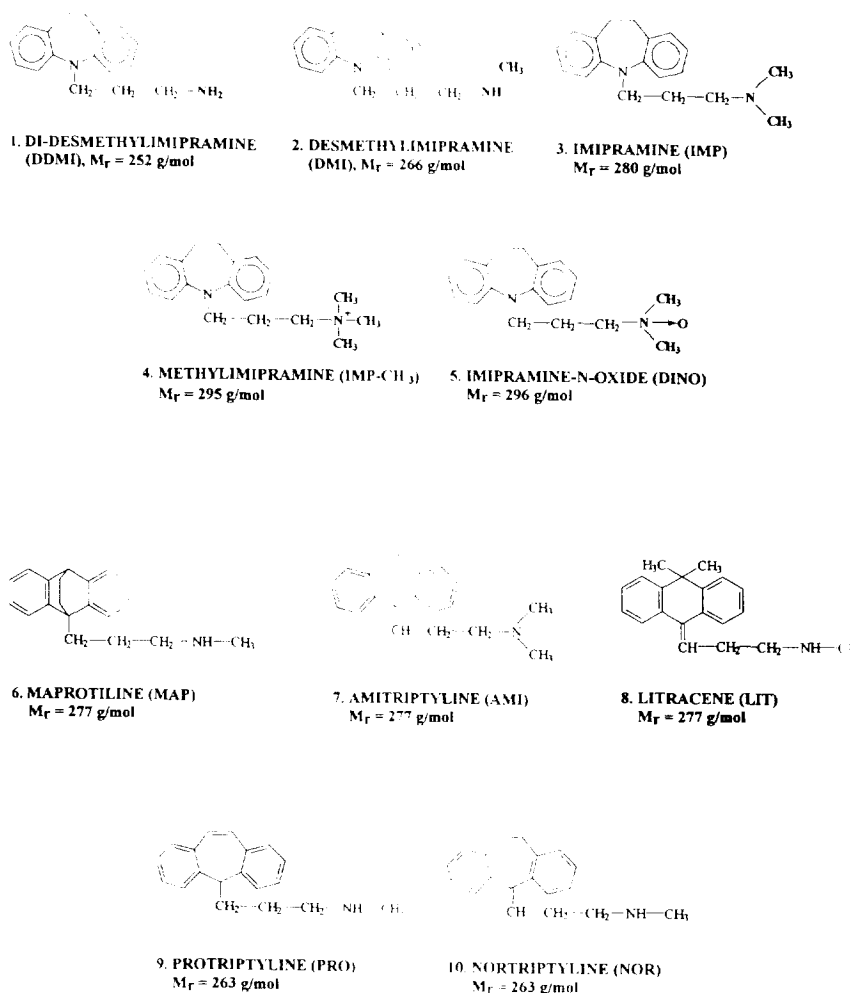 N
CH₂ CH₂ CH₂ -NH₂
1. DI-DESMETHYLIMIPRAMINE
(DDMI), Mr = 252 g/mol
N
CH₃
CH₂ CH₂ CH₂ NH
2. DESMETHYLIMIPRAMINE
(DMI), Mr = 266 g/mol
N
CH₂—CH₂—CH₂—N
CH₃
CH₃
3. IMIPRAMINE (IMP)
Mr = 280 g/mol
N
CH₃
CH₂—CH₂—CH₂—N⁺—CH₃
CH₃
4. METHYLIMIPRAMINE (IMP-CH₃)
Mr = 295 g/mol
N
CH₃
CH₂—CH₂—CH₂—N→O
CH₃
5. IMIPRAMINE-N-OXIDE (DINO)
Mr = 296 g/mol
CH₂—CH₂—CH₂—NH—CH₃
6. MAPROTILINE (MAP)
Mr = 277 g/mol
CH CH₂—CH₂—N
CH₃
CH₃
7. AMITRIPTYLINE (AMI)
Mr = 277 g/mol
H₃C CH₃
CH—CH₂—CH₂—NH—
8. LITRACENE (LIT)
Mr = 277 g/mol
CH₂—CH₂—CH₂ NH
9. PROTRIPTYLINE (PRO)
Mr = 263 g/mol
CH CH₂—CH₂—NH—CH₃
10. NORTRIPTYLINE (NOR)
Mr = 263 g/mol